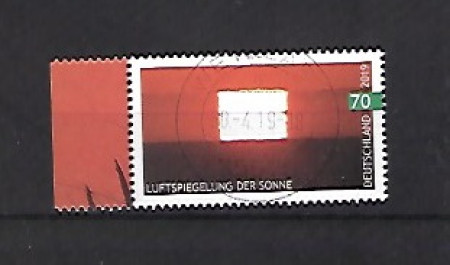 LUFTSPIEGELUNG DER SONNE
DEUTSCHLAND
70
2019